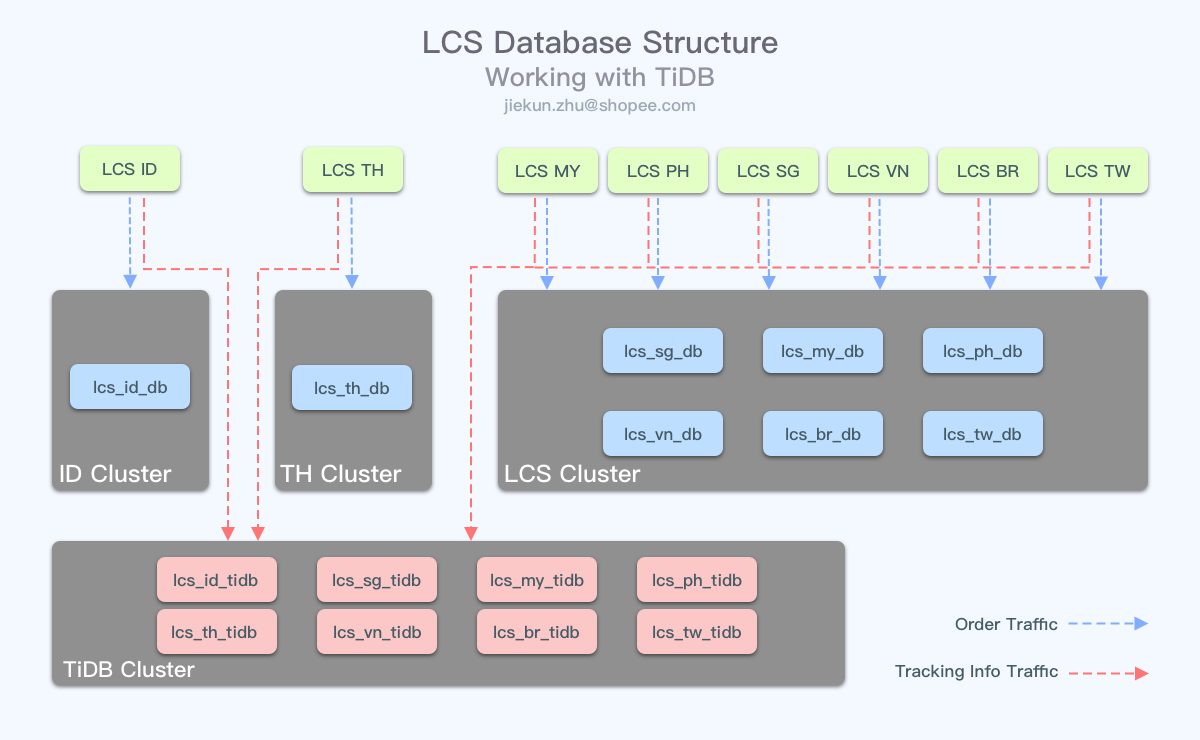 LCS Database Structure
Working with TiDB
jiekun.zhu@shopee.com
LCS ID
LCS TH
LCS MY
LCS PH
LCS SG
LCS VN
LCS BR
LCS TW
lcs_id_db
ID Cluster
lcs_th_db
TH Cluster
lcs_sg_db
lcs_my_db
lcs_ph_db
lcs_vn_db
lcs_br_db
lcs_tw_db
LCS Cluster
lcs_id_tidb
lcs_sg_tidb
lcs_my_tidb
lcs_ph_tidb
lcs_th_tidb
lcs_vn_tidb
lcs_br_tidb
lcs_tw_tidb
TiDB Cluster
Order Traffic
Tracking Info Traffic